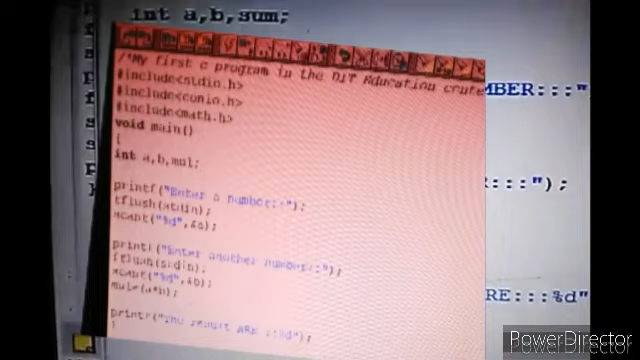 int a,b,sum;
/*My first c program in the DIT Education cente
#include<stdio.h>
#include<conio.h>
#include<math.h>
void main()
{
int a,b,mul;
printf("Enter a number::");
fflush(stdin);
scanf("%d",&a);
printf("Enter another number::");
fflush(stdin);
scanf("%d",&b);
mul=(a*b);
printf("The result ARE ::%d");
}
MBER:::"
R:::");
RE:::%d"
PowerDirector